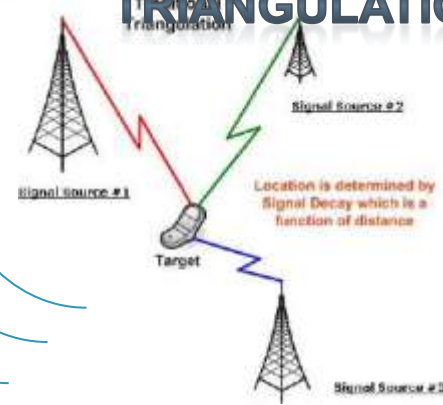 TRIANGULATIO
Triangulation
Signal Source #2
Signal Source #1
Location is determined by
Signal Decay which is a
function of distance
Target
Signal Source #3